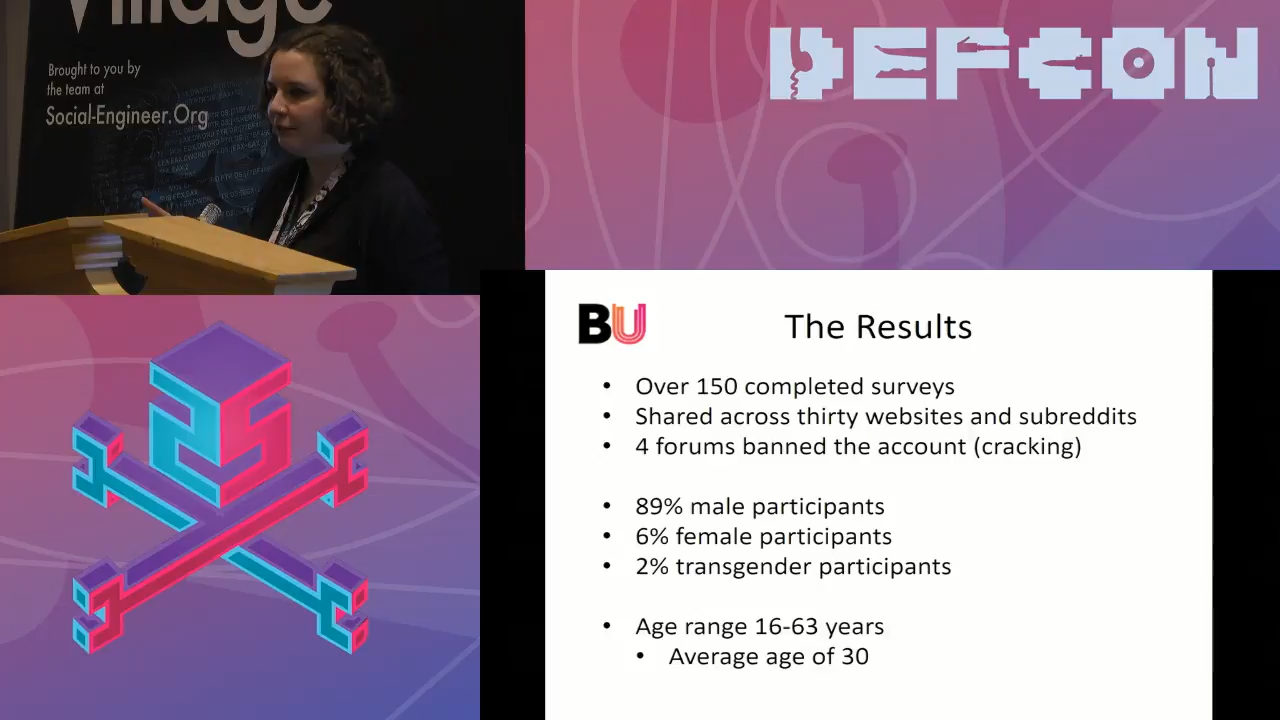 Village
Brought to you by
the team at
Social-Engineer.Org
DEFCON
BU
The Results
• Over 150 completed surveys
• Shared across thirty websites and subreddits
• 4 forums banned the account (cracking)
• 89% male participants
• 6% female participants
• 2% transgender participants
• Age range 16-63 years
• Average age of 30